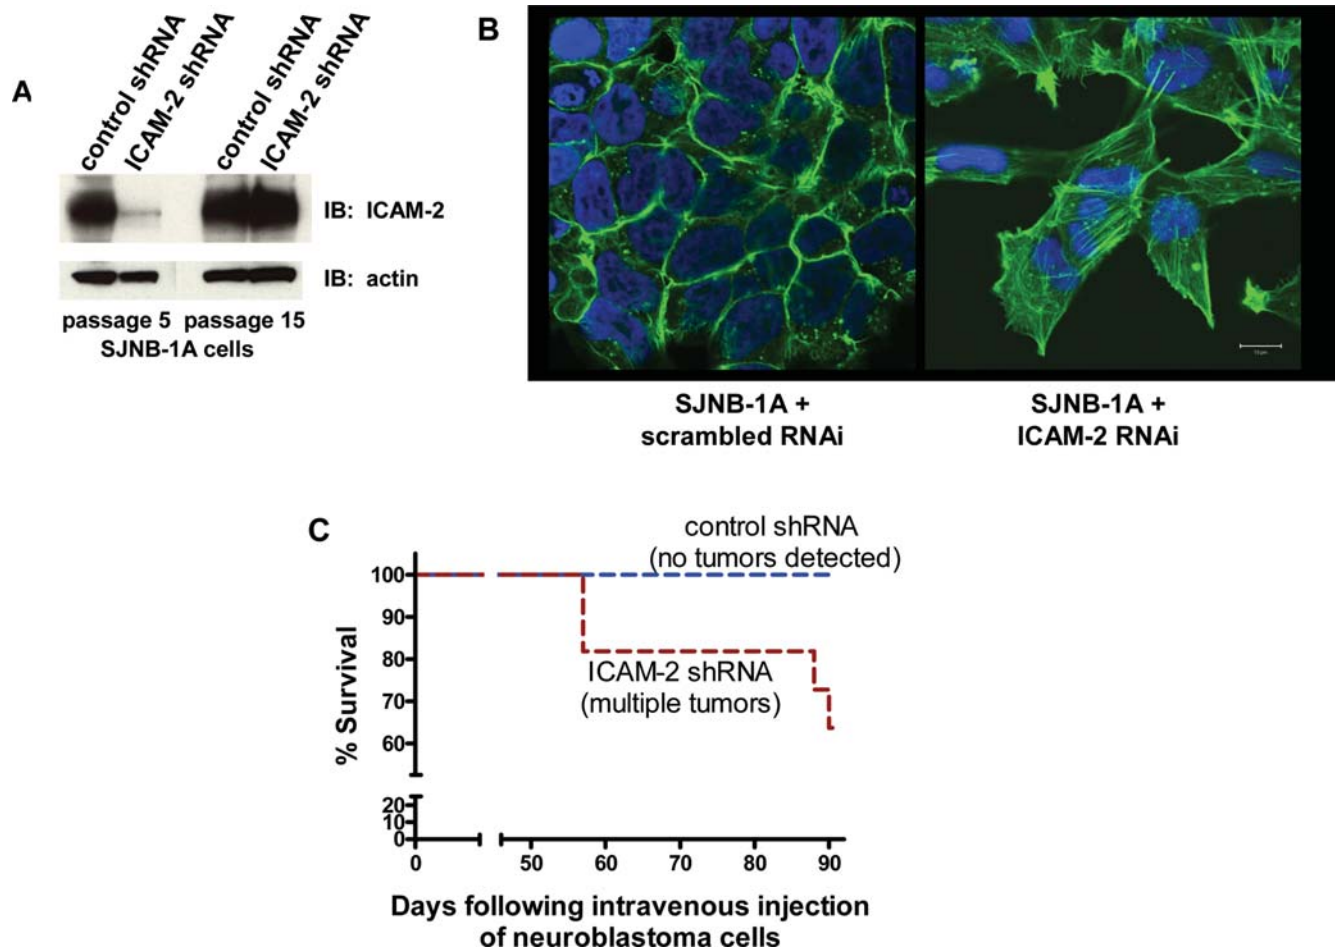 A
control shRNA
ICAM-2 shRNA
control shRNA
ICAM-2 shRNA
IB: ICAM-2
IB: actin
passage 5 passage 15
SJNB-1A cells
B
SJNB-1A +
scrambled RNAi
SJNB-1A +
ICAM-2 RNAi
C
control shRNA
(no tumors detected)
ICAM-2 shRNA
(multiple tumors)
% Survival
100
90
80
70
60
20
10
0
0 50 60 70 80 90
Days following intravenous injection
of neuroblastoma cells